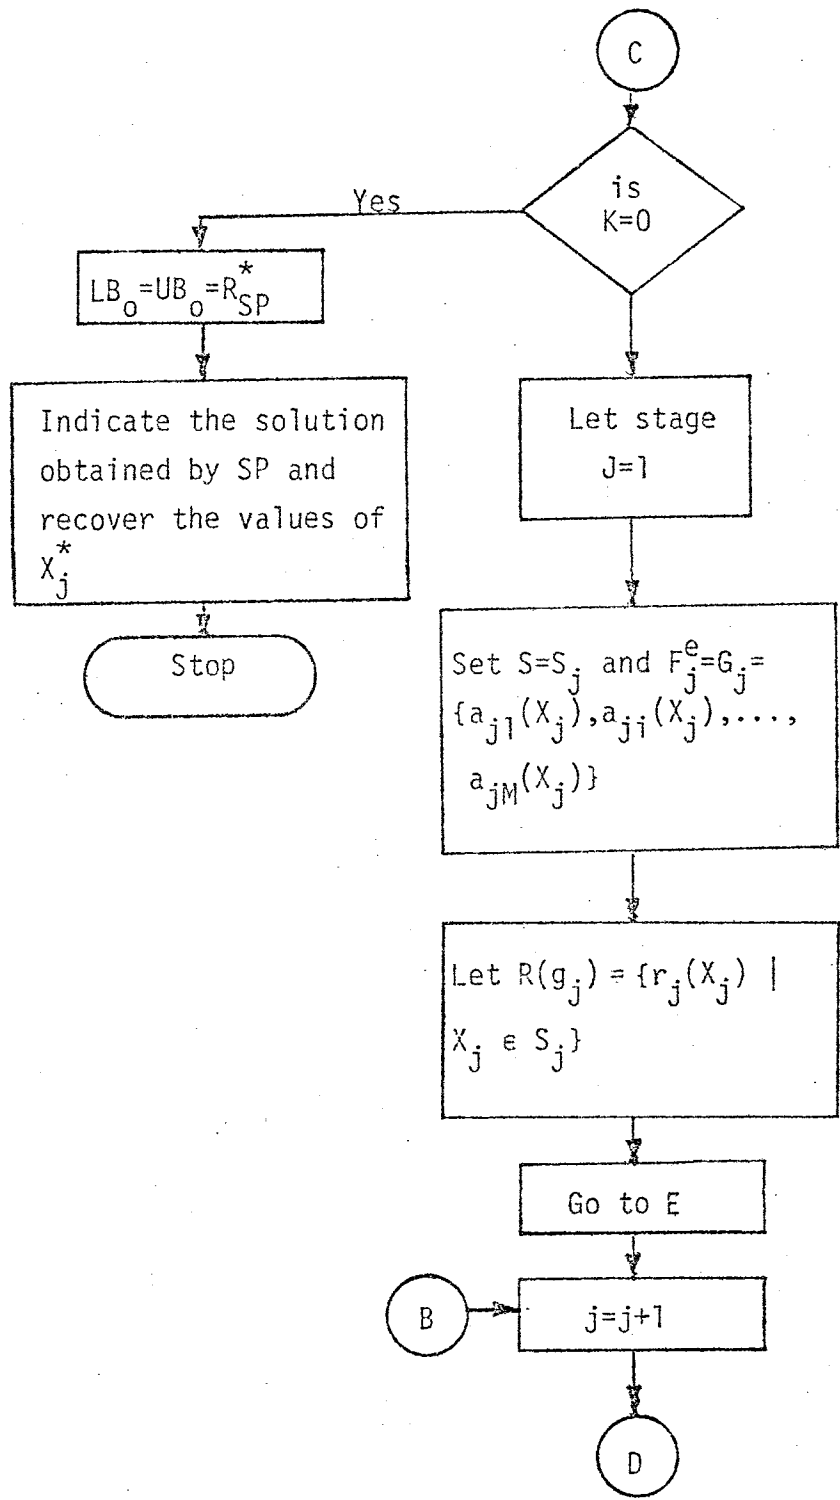 C
is
K=0
Yes
LB_o=UB_o=R*_SP
Indicate the solution
obtained by SP and
recover the values of
X*_j
Stop
Let stage
J=1
Set S=S_j and F^e_j=G_j=
{a_j1(X_j),a_ji(X_j),...,
a_jM(X_j)}
Let R(g_j) = {r_j(X_j) |
X_j ∊ S_j}
Go to E
B
j=j+1
D